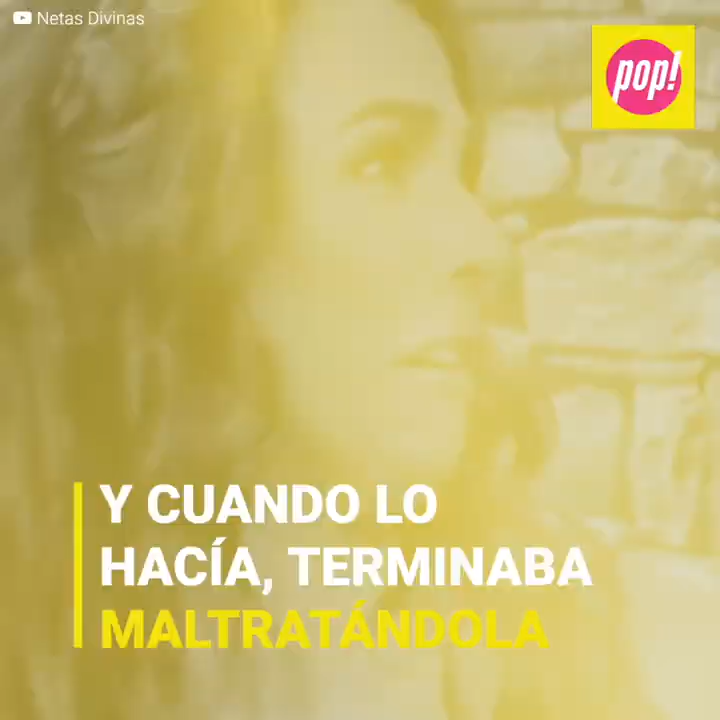 Netas Divinas
pop!
Y CUANDO LO
HACÍA, TERMINABA
MALTRATÁNDOLA